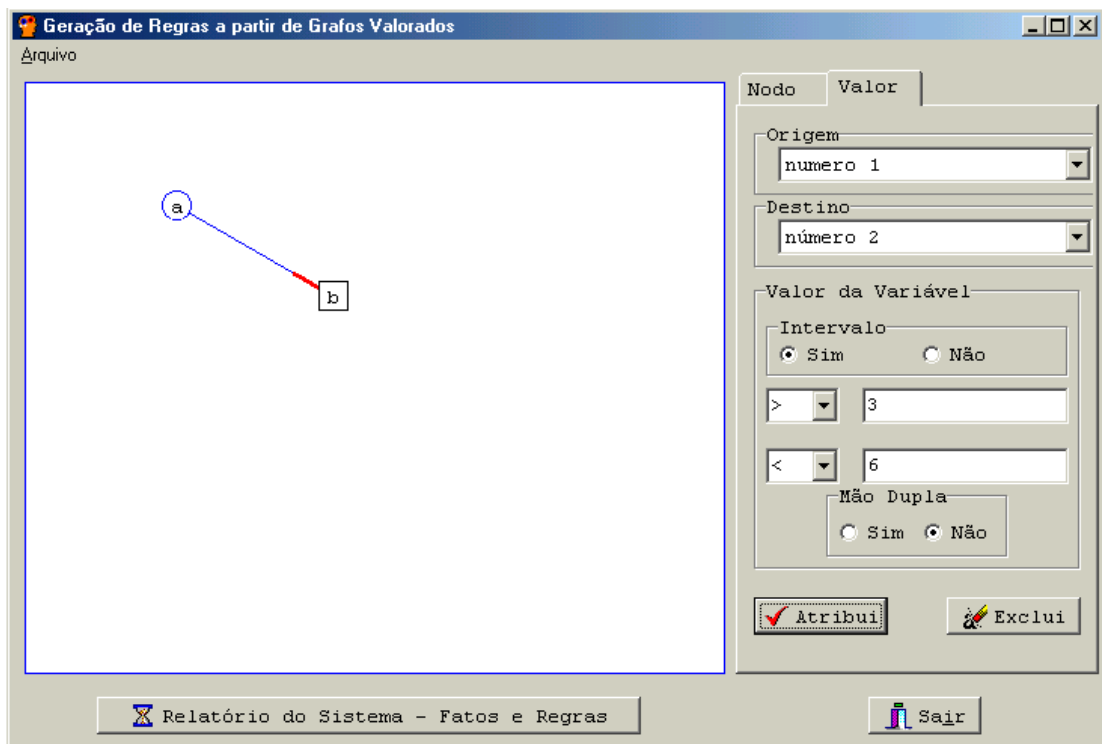 Geração de Regras a partir de Grafos Valorados
Arquivo
Nodo Valor
Origem
numero 1
a
Destino
número 2
b
Valor da Variável
Intervalo
Sim Não
> 3
< 6
Mão Dupla
Sim Não
Atribui Exclui
Relatório do Sistema - Fatos e Regras Sair